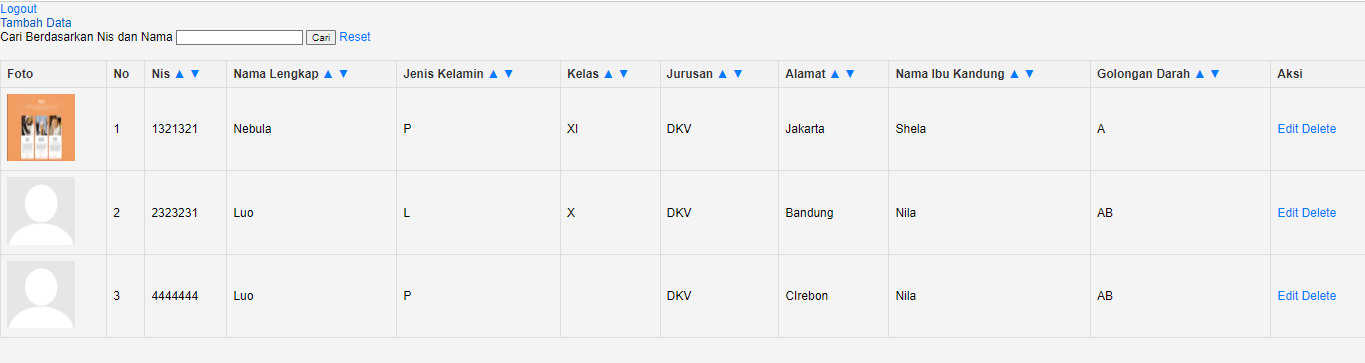 Logout
Tambah Data
Cari Berdasarkan Nis dan Nama Cari Reset
Foto No Nis ▲ ▼ Nama Lengkap ▲ ▼ Jenis Kelamin ▲ ▼ Kelas ▲ ▼ Jurusan ▲ ▼ Alamat ▲ ▼ Nama Ibu Kandung ▲ ▼ Golongan Darah ▲ ▼ Aksi
1 1321321 Nebula P XI DKV Jakarta Shela A Edit Delete
2 2323231 Luo L X DKV Bandung Nila AB Edit Delete
3 4444444 Luo P DKV CIrebon Nila AB Edit Delete